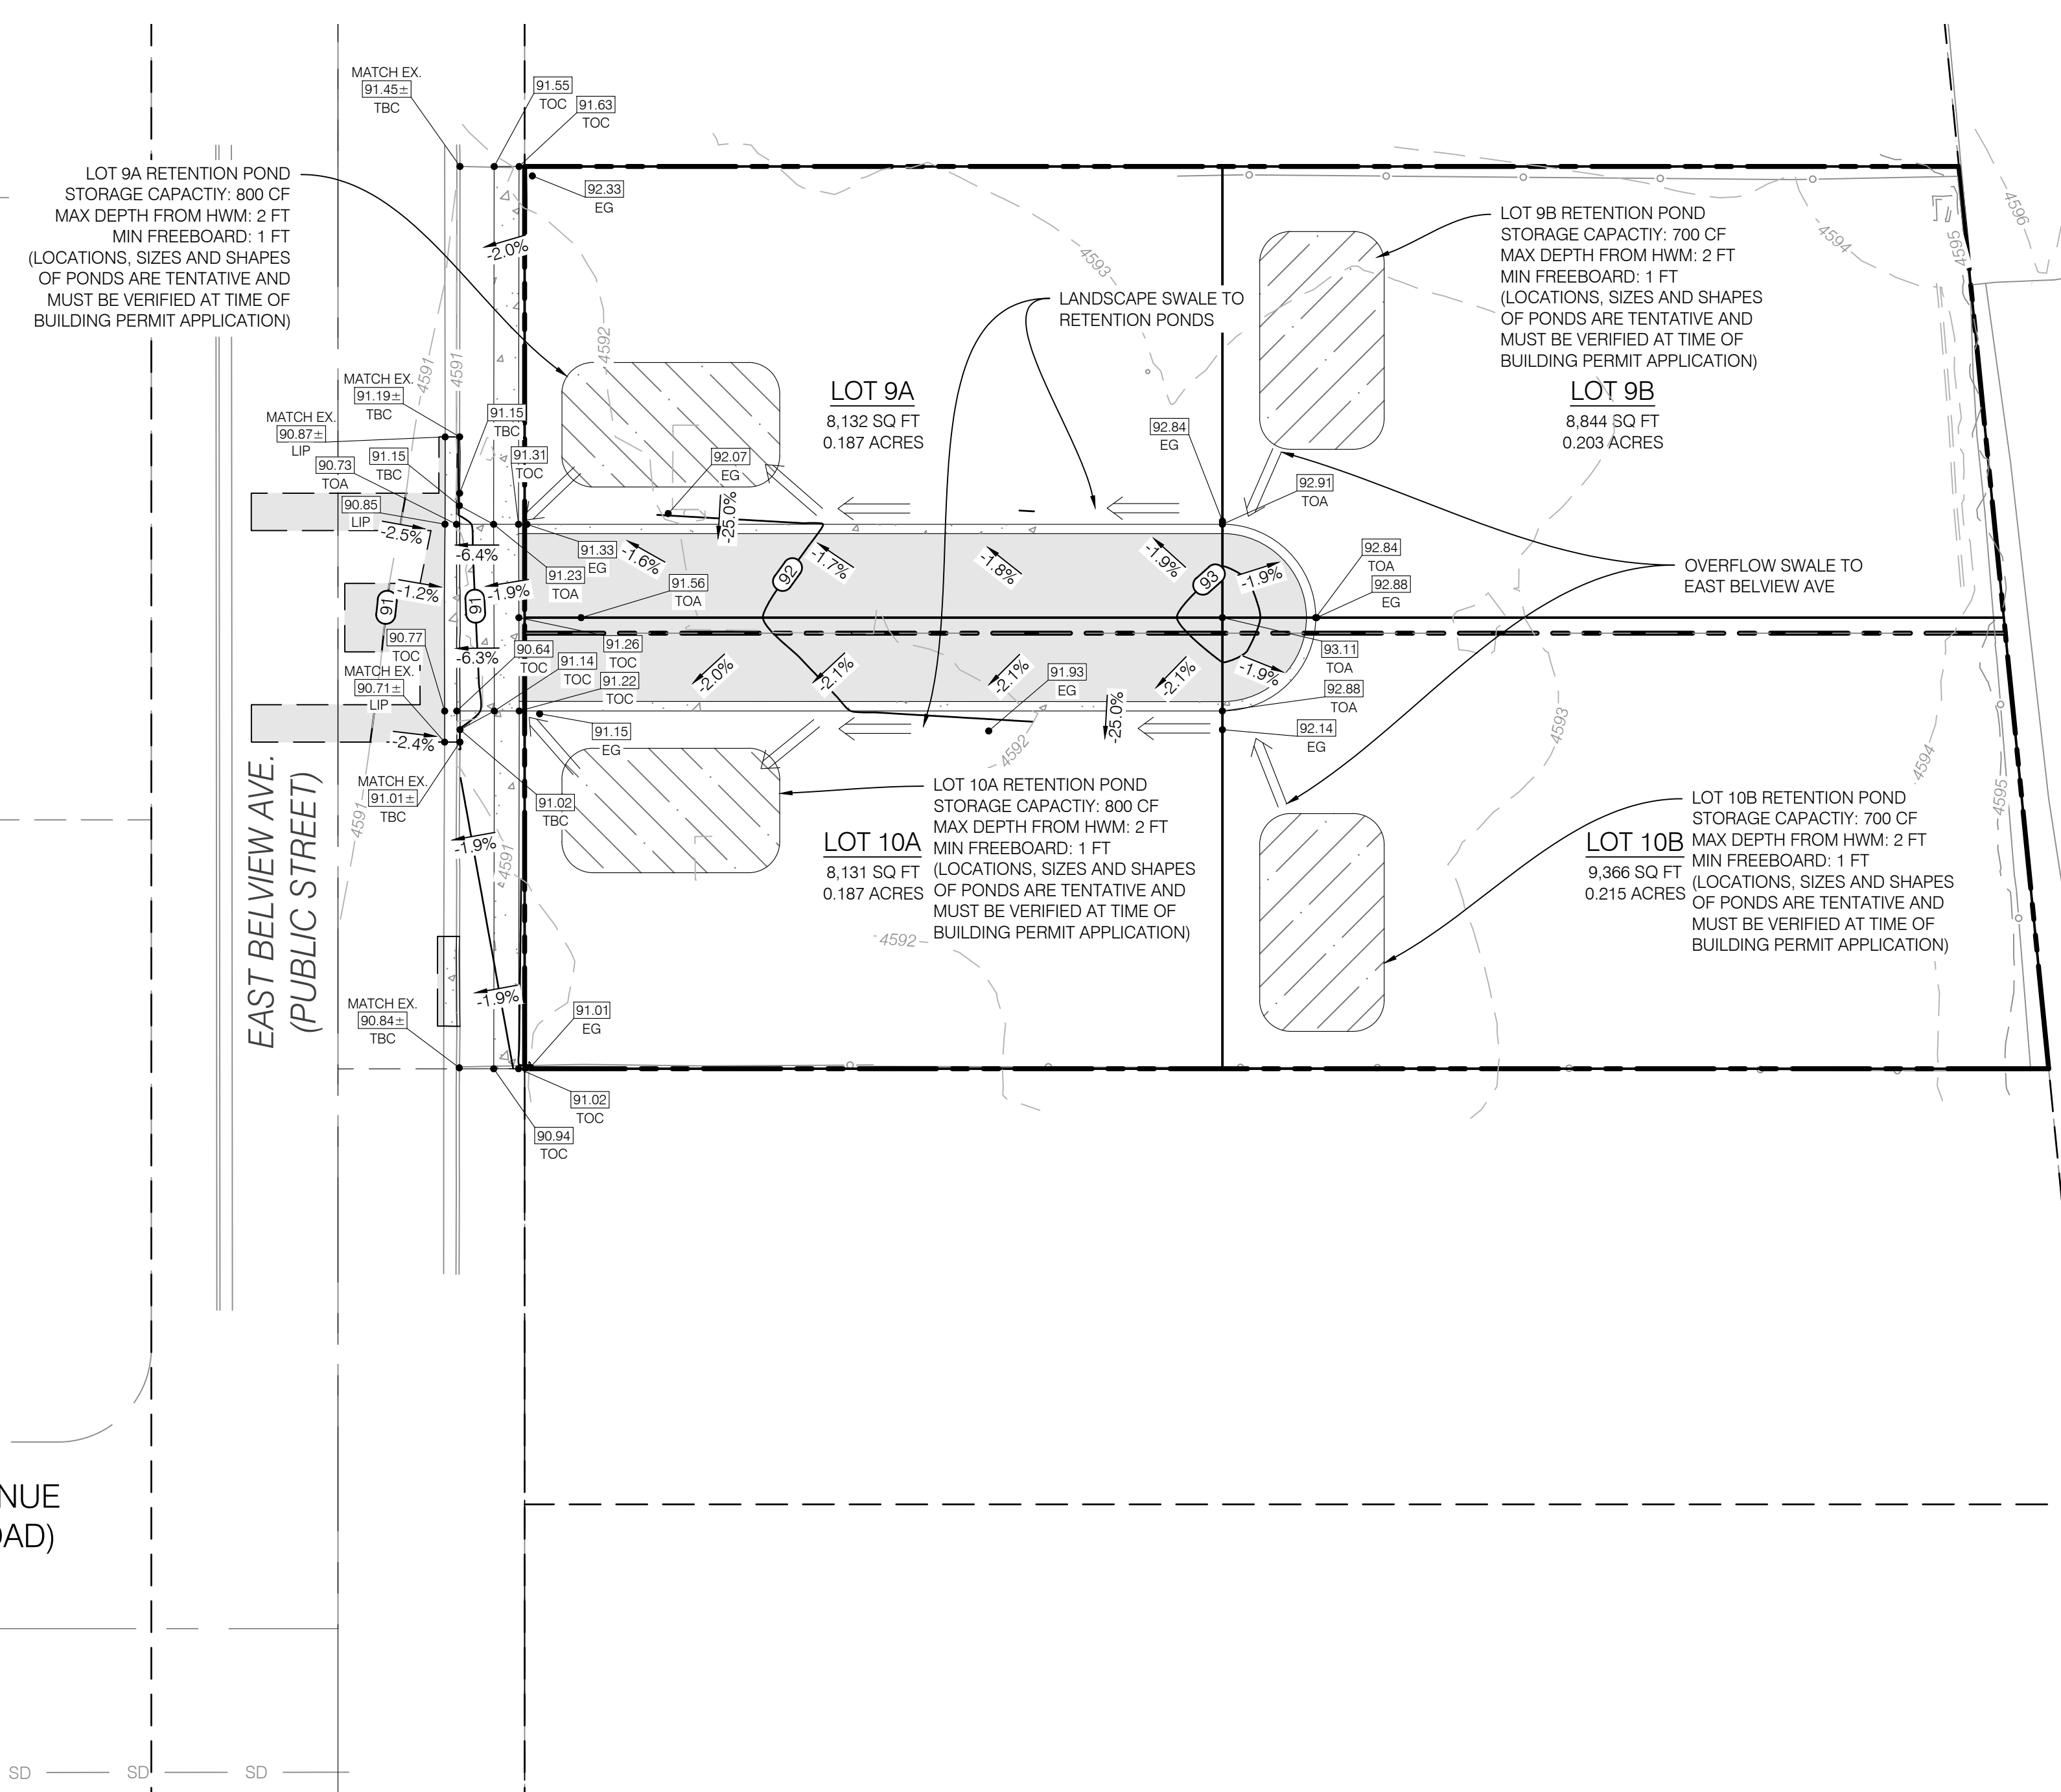 MATCH EX.
91.45±
TBC
91.55
TOC
91.63
TOC
LOT 9A RETENTION POND
STORAGE CAPACTIY: 800 CF
MAX DEPTH FROM HWM: 2 FT
MIN FREEBOARD: 1 FT
(LOCATIONS, SIZES AND SHAPES
OF PONDS ARE TENTATIVE AND
MUST BE VERIFIED AT TIME OF
BUILDING PERMIT APPLICATION)
92.33
EG
-2.0%
4591
4591
4592
4593
LANDSCAPE SWALE TO
RETENTION PONDS
LOT 9B RETENTION POND
STORAGE CAPACTIY: 700 CF
MAX DEPTH FROM HWM: 2 FT
MIN FREEBOARD: 1 FT
(LOCATIONS, SIZES AND SHAPES
OF PONDS ARE TENTATIVE AND
MUST BE VERIFIED AT TIME OF
BUILDING PERMIT APPLICATION)
4594
4595
4596
LOT 9A
8,132 SQ FT
0.187 ACRES
LOT 9B
8,844 SQ FT
0.203 ACRES
MATCH EX.
91.19±
TBC
MATCH EX.
90.87±
LIP
91.15
TBC
91.15
TBC
91.31
TOC
90.73
TOA
90.85
LIP
92.07
EG
92.84
EG
92.91
TOA
-25.0%
-2.5%
-6.4%
91.33
EG
-1.6%
-1.7%
-1.8%
-1.9%
-1.9%
92.84
TOA
92.88
EG
OVERFLOW SWALE TO
EAST BELVIEW AVE
-1.2%
-1.9%
91.23
TOA
91.56
TOA
91
91
92
93
90.77
TOC
-6.3%
90.64
TOC
91.26
TOC
91.14
TOC
91.22
TOC
MATCH EX.
90.71±
LIP
-2.0%
-2.1%
-2.1%
-2.1%
-1.9%
91.93
EG
93.11
TOA
92.88
TOA
-2.4%
91.15
EG
4592
-25.0%
92.14
EG
4593
4594
4595
EAST BELVIEW AVE.
(PUBLIC STREET)
MATCH EX.
91.01±
TBC
91.02
TBC
4591
-1.9%
4591
LOT 10A
8,131 SQ FT
0.187 ACRES
LOT 10A RETENTION POND
STORAGE CAPACTIY: 800 CF
MAX DEPTH FROM HWM: 2 FT
MIN FREEBOARD: 1 FT
(LOCATIONS, SIZES AND SHAPES
OF PONDS ARE TENTATIVE AND
MUST BE VERIFIED AT TIME OF
BUILDING PERMIT APPLICATION)
LOT 10B
9,366 SQ FT
0.215 ACRES
LOT 10B RETENTION POND
STORAGE CAPACTIY: 700 CF
MAX DEPTH FROM HWM: 2 FT
MIN FREEBOARD: 1 FT
(LOCATIONS, SIZES AND SHAPES
OF PONDS ARE TENTATIVE AND
MUST BE VERIFIED AT TIME OF
BUILDING PERMIT APPLICATION)
4592
-1.9%
MATCH EX.
90.84±
TBC
91.01
EG
91.02
TOC
90.94
TOC
NUE
OAD)
SD
SD
SD